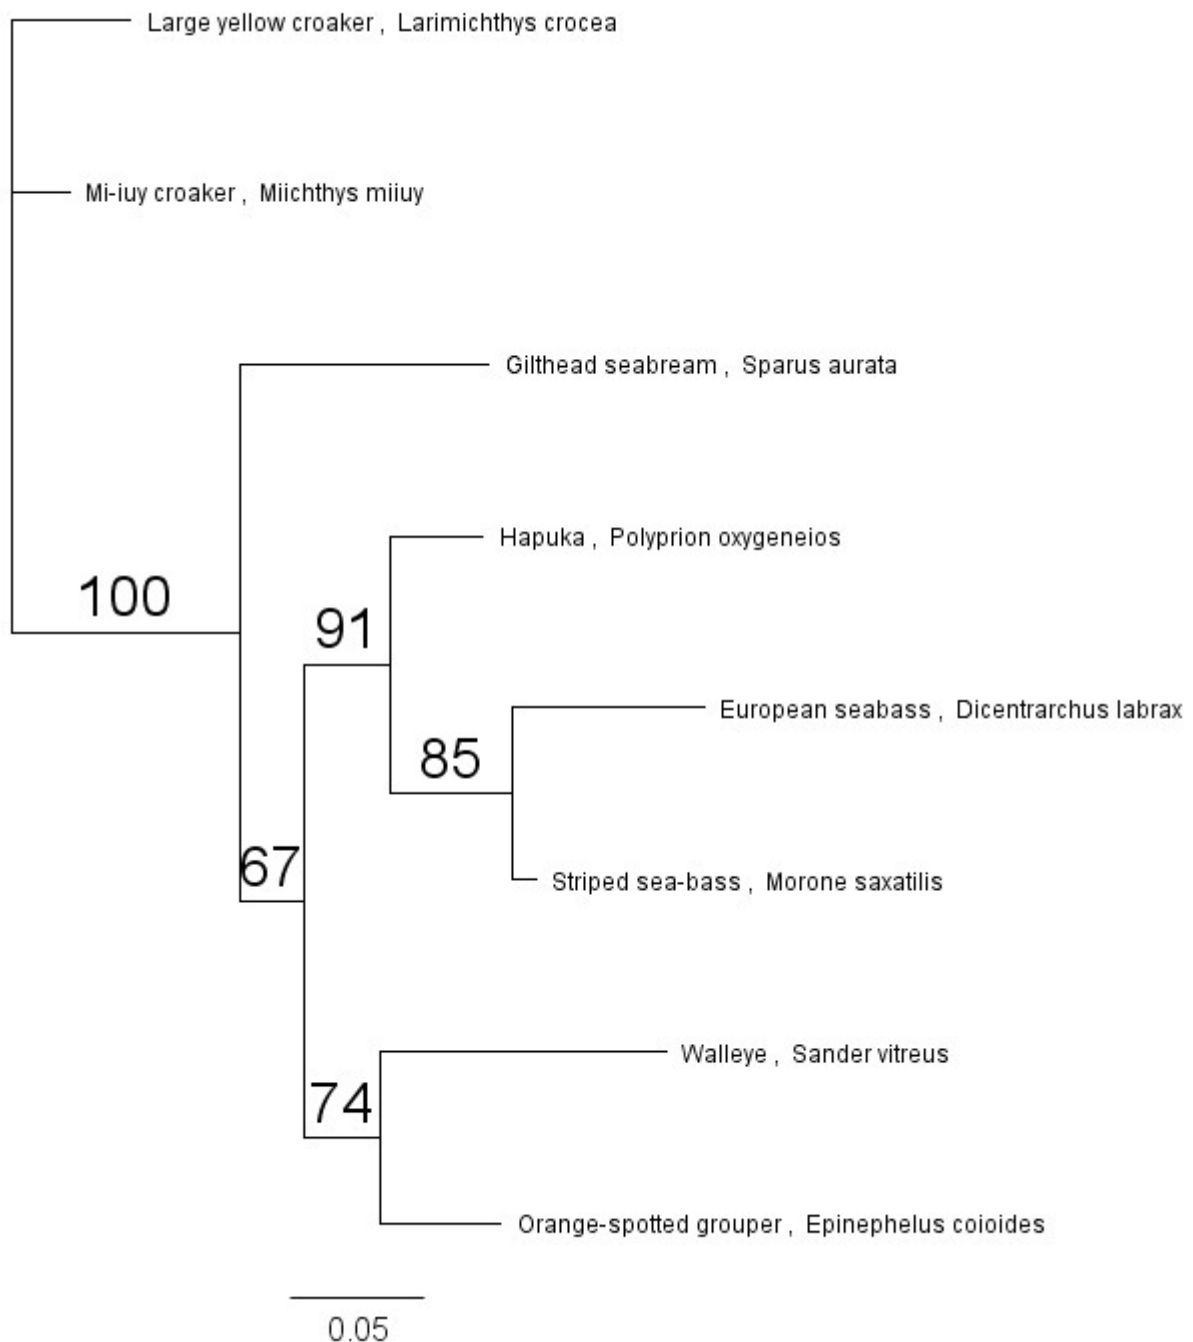 Large yellow croaker , Larimichthys crocea
Mi-iuy croaker , Miichthys miiuy
Gilthead seabream , Sparus aurata
Hapuka , Polyprion oxygeneios
100
91
European seabass , Dicentrarchus labrax
85
67
Striped sea-bass , Morone saxatilis
Walleye , Sander vitreus
74
Orange-spotted grouper , Epinephelus coioides
0.05